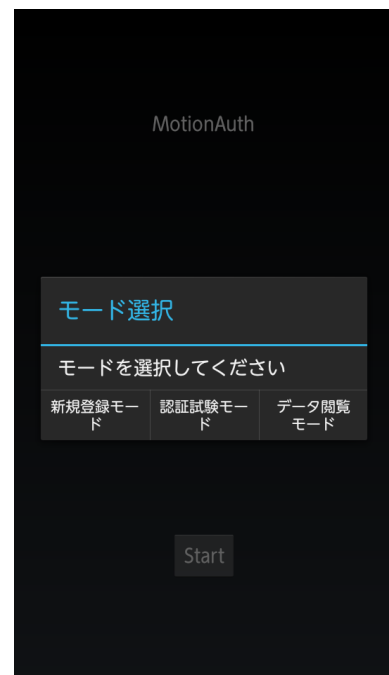 MotionAuth
モード選択
モードを選択してください
新規登録モー
ド
認証試験モー
ド
データ閲覧
モード
Start